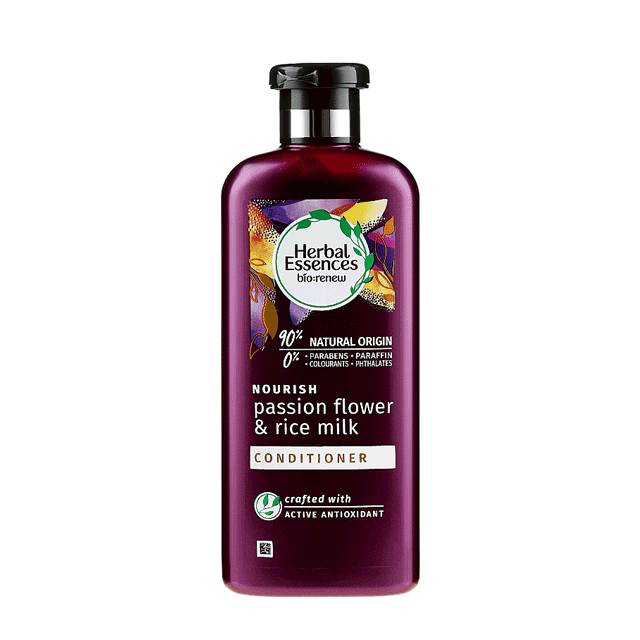 Herbal
Essences
bío:renew
90% NATURAL ORIGIN
0% • PARABENS • PARAFFIN
• COLOURANTS • PHTHALATES
NOURISH
passion flower
& rice milk
CONDITIONER
crafted with
ACTIVE ANTIOXIDANT